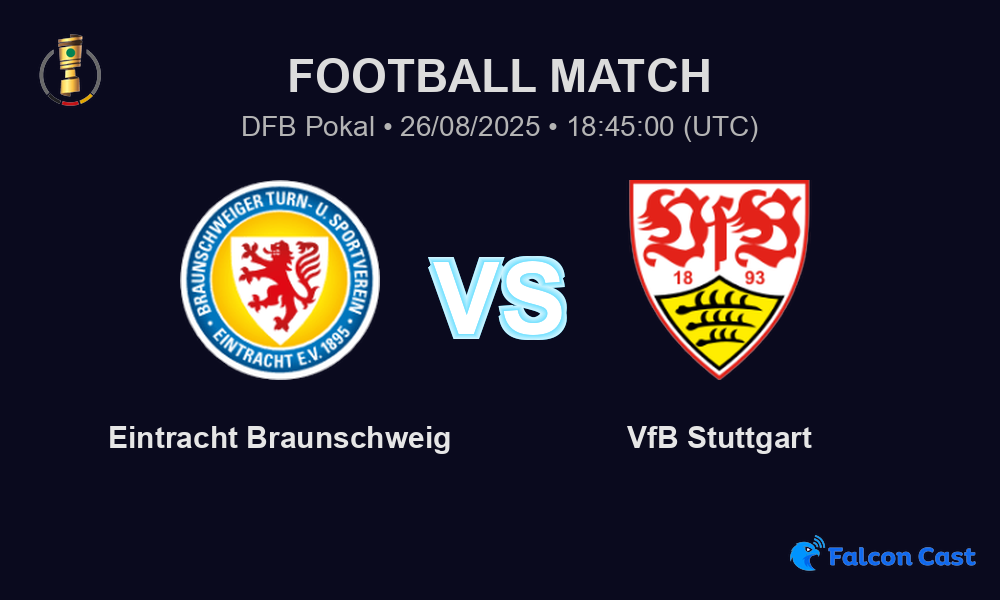 FOOTBALL MATCH
DFB Pokal • 26/08/2025 • 18:45:00 (UTC)
BRAUNSCHWEIGER TURN- U. SPORTVEREIN
• EINTRACHT E.V. 1895 •
VS
VfB
18 93
Eintracht Braunschweig
VfB Stuttgart
Falcon Cast